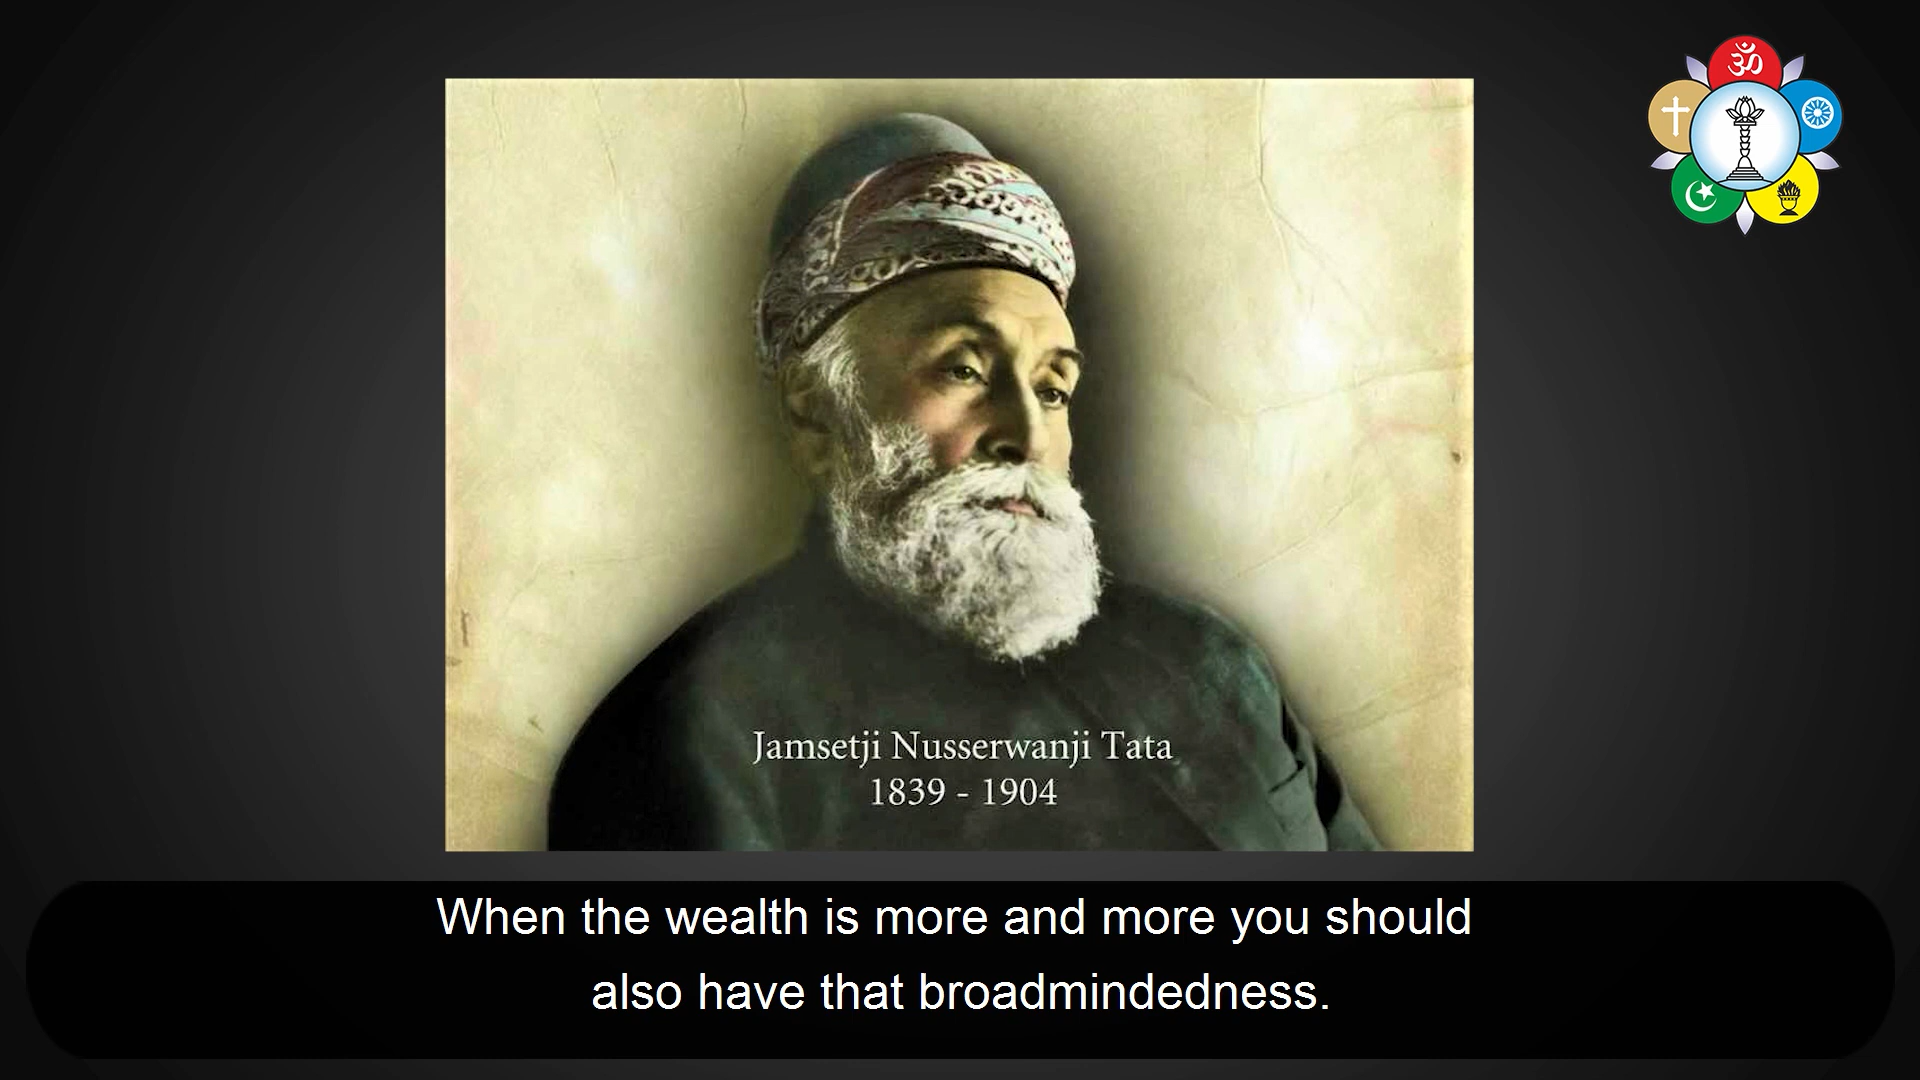 ॐ
Jamsetji Nusserwanji Tata
1839 - 1904
When the wealth is more and more you should
also have that broadmindedness.